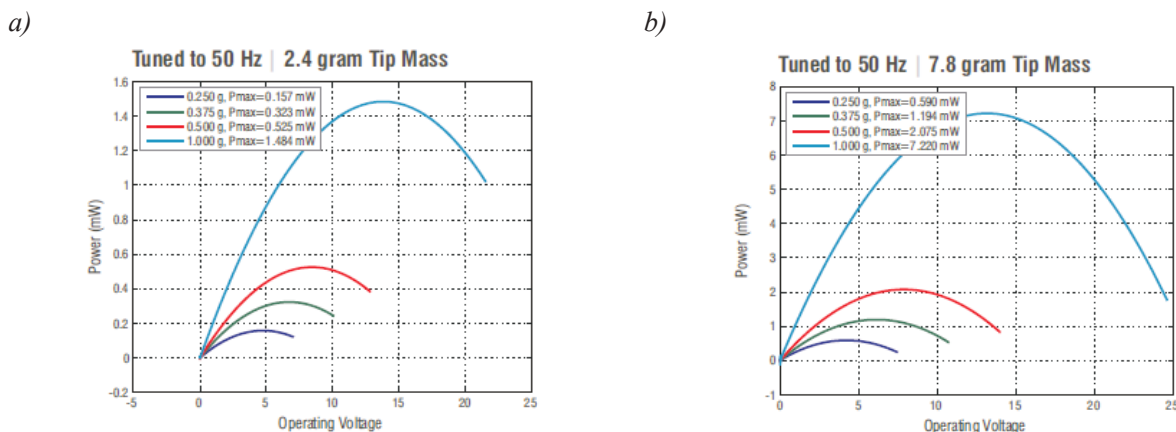 a)
Tuned to 50 Hz | 2.4 gram Tip Mass
1.6
1.4
1.2
1
0.8
0.6
0.4
0.2
0
-0.2
Power (mW)
0.250 g, Pmax=0.157 mW
0.375 g, Pmax=0.323 mW
0.500 g, Pmax=0.525 mW
1.000 g, Pmax=1.484 mW
-5 0 5 10 15 20 25
Operating Voltage
b)
Tuned to 50 Hz | 7.8 gram Tip Mass
8
7
6
5
4
3
2
1
0
-1
Power (mW)
0.250 g, Pmax=0.590 mW
0.375 g, Pmax=1.194 mW
0.500 g, Pmax=2.075 mW
1.000 g, Pmax=7.220 mW
0 5 10 15 20 25
Operating Voltage